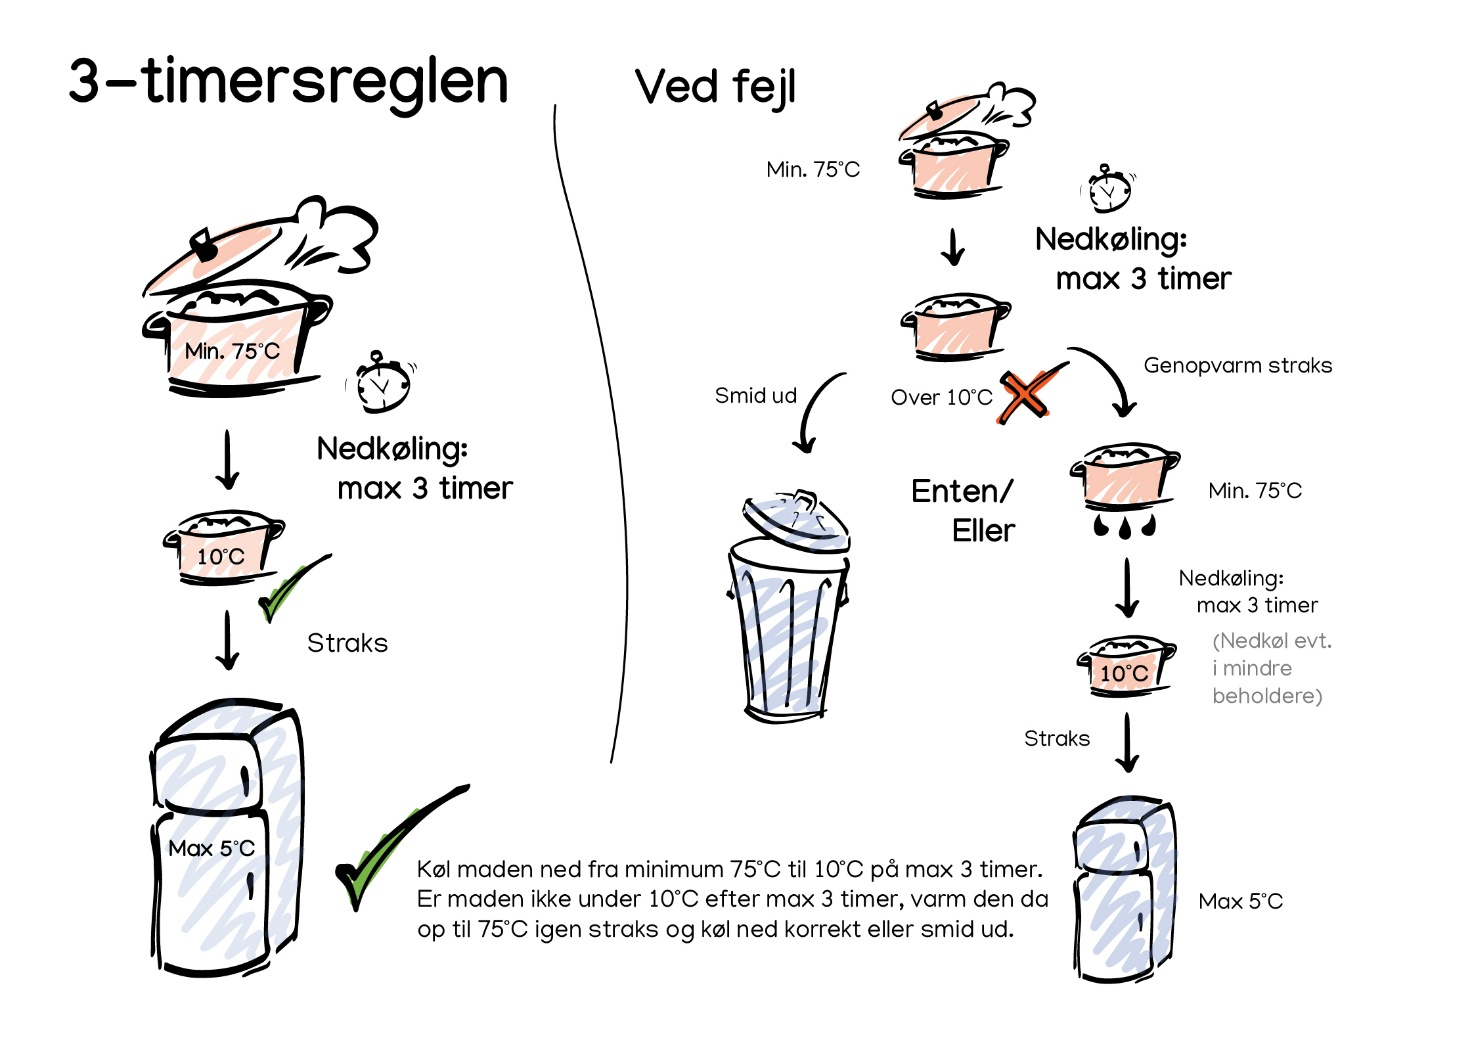 3-timersreglen
Min. 75°C
Nedkøling:
max 3 timer
10°C
Straks
Max 5°C
Ved fejl
Min. 75°C
Nedkøling:
max 3 timer
Over 10°C
Smid ud
Genopvarm straks
Enten/
Eller
Min. 75°C
Nedkøling:
max 3 timer
(Nedkøl evt.
i mindre
beholdere)
10°C
Straks
Max 5°C
Køl maden ned fra minimum 75°C til 10°C på max 3 timer.
Er maden ikke under 10°C efter max 3 timer, varm den da
op til 75°C igen straks og køl ned korrekt eller smid ud.